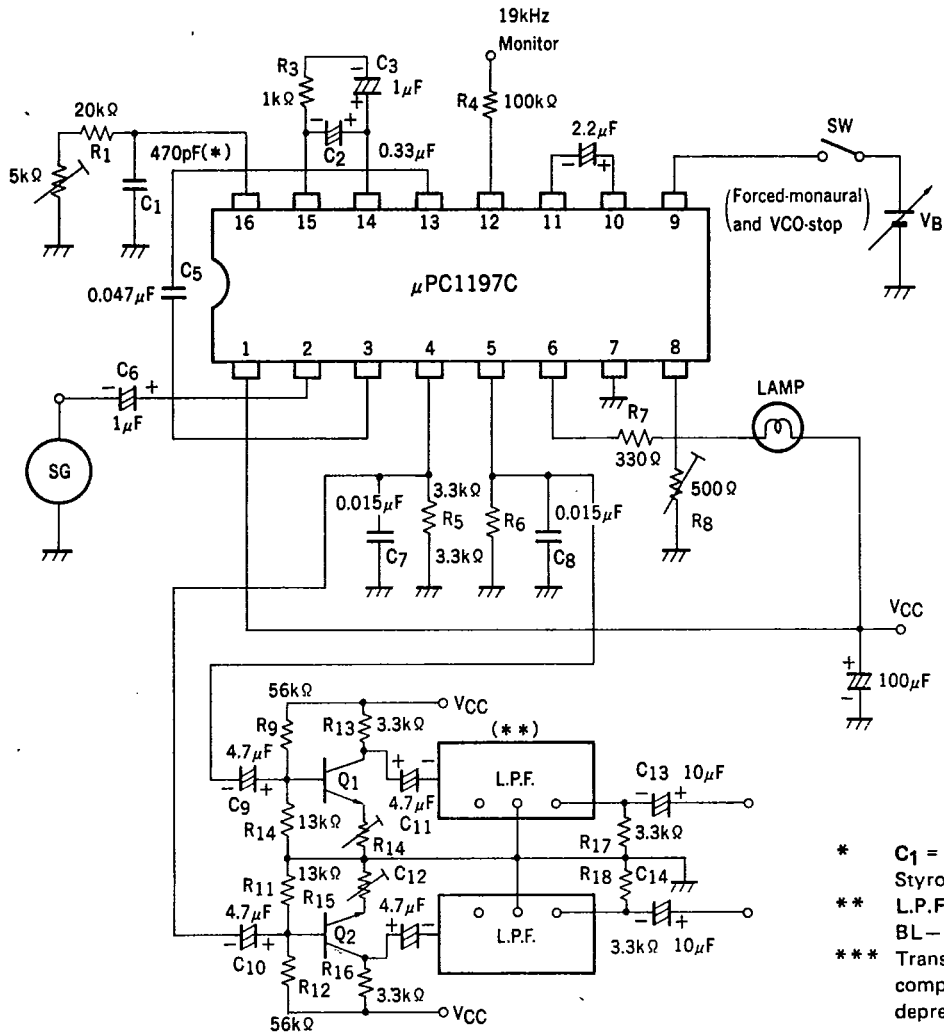 19kHz
Monitor
R3
1kΩ
C3
1μF
C2
0.33μF
R4
100kΩ
2.2μF
20kΩ
R1
470pF(*)
5kΩ
C1
SW
(Forced-monaural
and VCO-stop)
VB
16 15 14 13 12 11 10 9
C5
0.047μF
μPC1197C
1 2 3 4 5 6 7 8
C6
1μF
SG
LAMP
R7
330Ω
500Ω
R8
0.015μF
C7
3.3kΩ
R5
3.3kΩ
R6
0.015μF
C8
VCC
100μF
56kΩ
R9
R13
3.3kΩ
VCC
(**)
4.7μF
C9
Q1
4.7μF
C11
L.P.F.
C13
10μF
R14
13kΩ
R14
R17
3.3kΩ
13kΩ
R11
R15
C12
R18
C14
4.7μF
C10
Q2
4.7μF
L.P.F.
3.3kΩ
10μF
R12
R16
3.3kΩ
56kΩ
VCC
* C1 =
Styro
** L.P.F
BL—
*** Trans
comp
depre